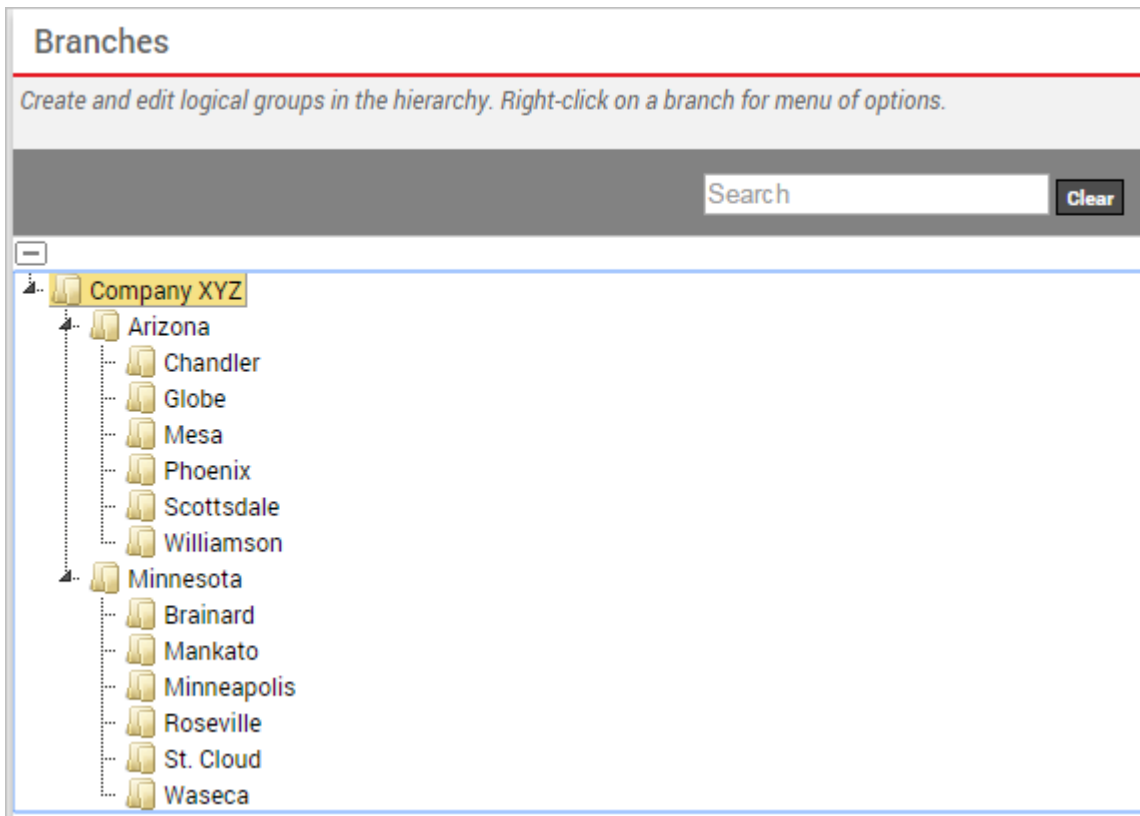 Branches
Create and edit logical groups in the hierarchy. Right-click on a branch for menu of options.
Search
Clear
Company XYZ
Arizona
Chandler
Globe
Mesa
Phoenix
Scottsdale
Williamson
Minnesota
Brainard
Mankato
Minneapolis
Roseville
St. Cloud
Waseca